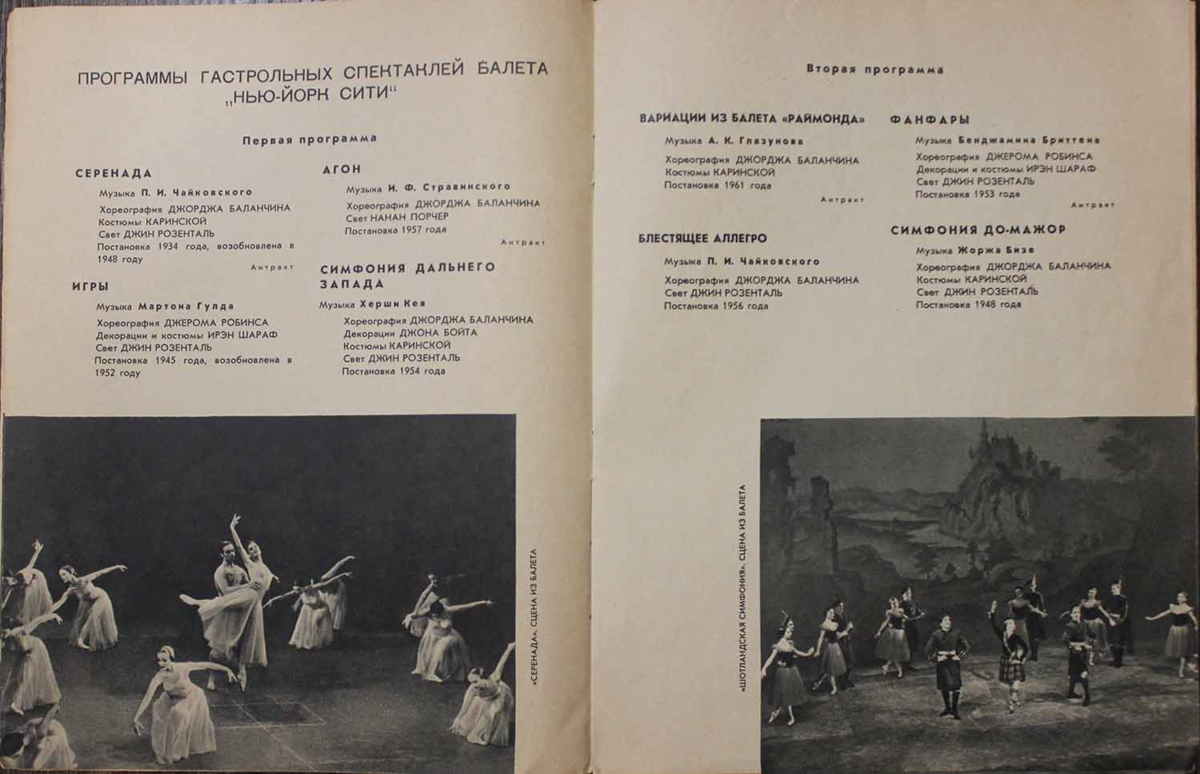 ПРОГРАММЫ ГАСТРОЛЬНЫХ СПЕКТАКЛЕЙ БАЛЕТА
„НЬЮ-ЙОРК СИТИ“
Первая программа
СЕРЕНАДА
Музыка П. И. Чайковского
Хореография ДЖОРДЖА БАЛАНЧИНА
Костюмы КАРИНСКОЙ
Свет ДЖИН РОЗЕНТАЛЬ
Постановка 1934 года, возобновлена в
1948 году
Антракт
ИГРЫ
Музыка Мартона Гулда
Хореография ДЖЕРОМА РОБИНСА
Декорации и костюмы ИРЭН ШАРАФ
Свет ДЖИН РОЗЕНТАЛЬ
Постановка 1945 года, возобновлена в
1952 году
АГОН
Музыка И. Ф. Стравинского
Хореография ДЖОРДЖА БАЛАНЧИНА
Свет НАНАН ПОРЧЕР
Постановка 1957 года
Антракт
СИМФОНИЯ ДАЛЬНЕГО
ЗАПАДА
Музыка Херши Кея
Хореография ДЖОРДЖА БАЛАНЧИНА
Декорации ДЖОНА БОЙТА
Костюмы КАРИНСКОЙ
Свет ДЖИН РОЗЕНТАЛЬ
Постановка 1954 года
«СЕРЕНАДА». СЦЕНА ИЗ БАЛЕТА
Вторая программа
ВАРИАЦИИ ИЗ БАЛЕТА «РАЙМОНДА»
Музыка А. К. Глазунова
Хореография ДЖОРДЖА БАЛАНЧИНА
Костюмы КАРИНСКОЙ
Постановка 1961 года
Антракт
БЛЕСТЯЩЕЕ АЛЛЕГРО
Музыка П. И. Чайковского
Хореография ДЖОРДЖА БАЛАНЧИНА
Свет ДЖИН РОЗЕНТАЛЬ
Постановка 1956 года
ФАНФАРЫ
Музыка Бенджамина Бриттена
Хореография ДЖЕРОМА РОБИНСА
Декорации и костюмы ИРЭН ШАРАФ
Свет ДЖИН РОЗЕНТАЛЬ
Постановка 1953 года
Антракт
СИМФОНИЯ ДО-МАЖОР
Музыка Жоржа Бизе
Хореография ДЖОРДЖА БАЛАНЧИНА
Костюмы КАРИНСКОЙ
Свет ДЖИН РОЗЕНТАЛЬ
Постановка 1948 года
«ШОТЛАНДСКАЯ СИМФОНИЯ». СЦЕНА ИЗ БАЛЕТА